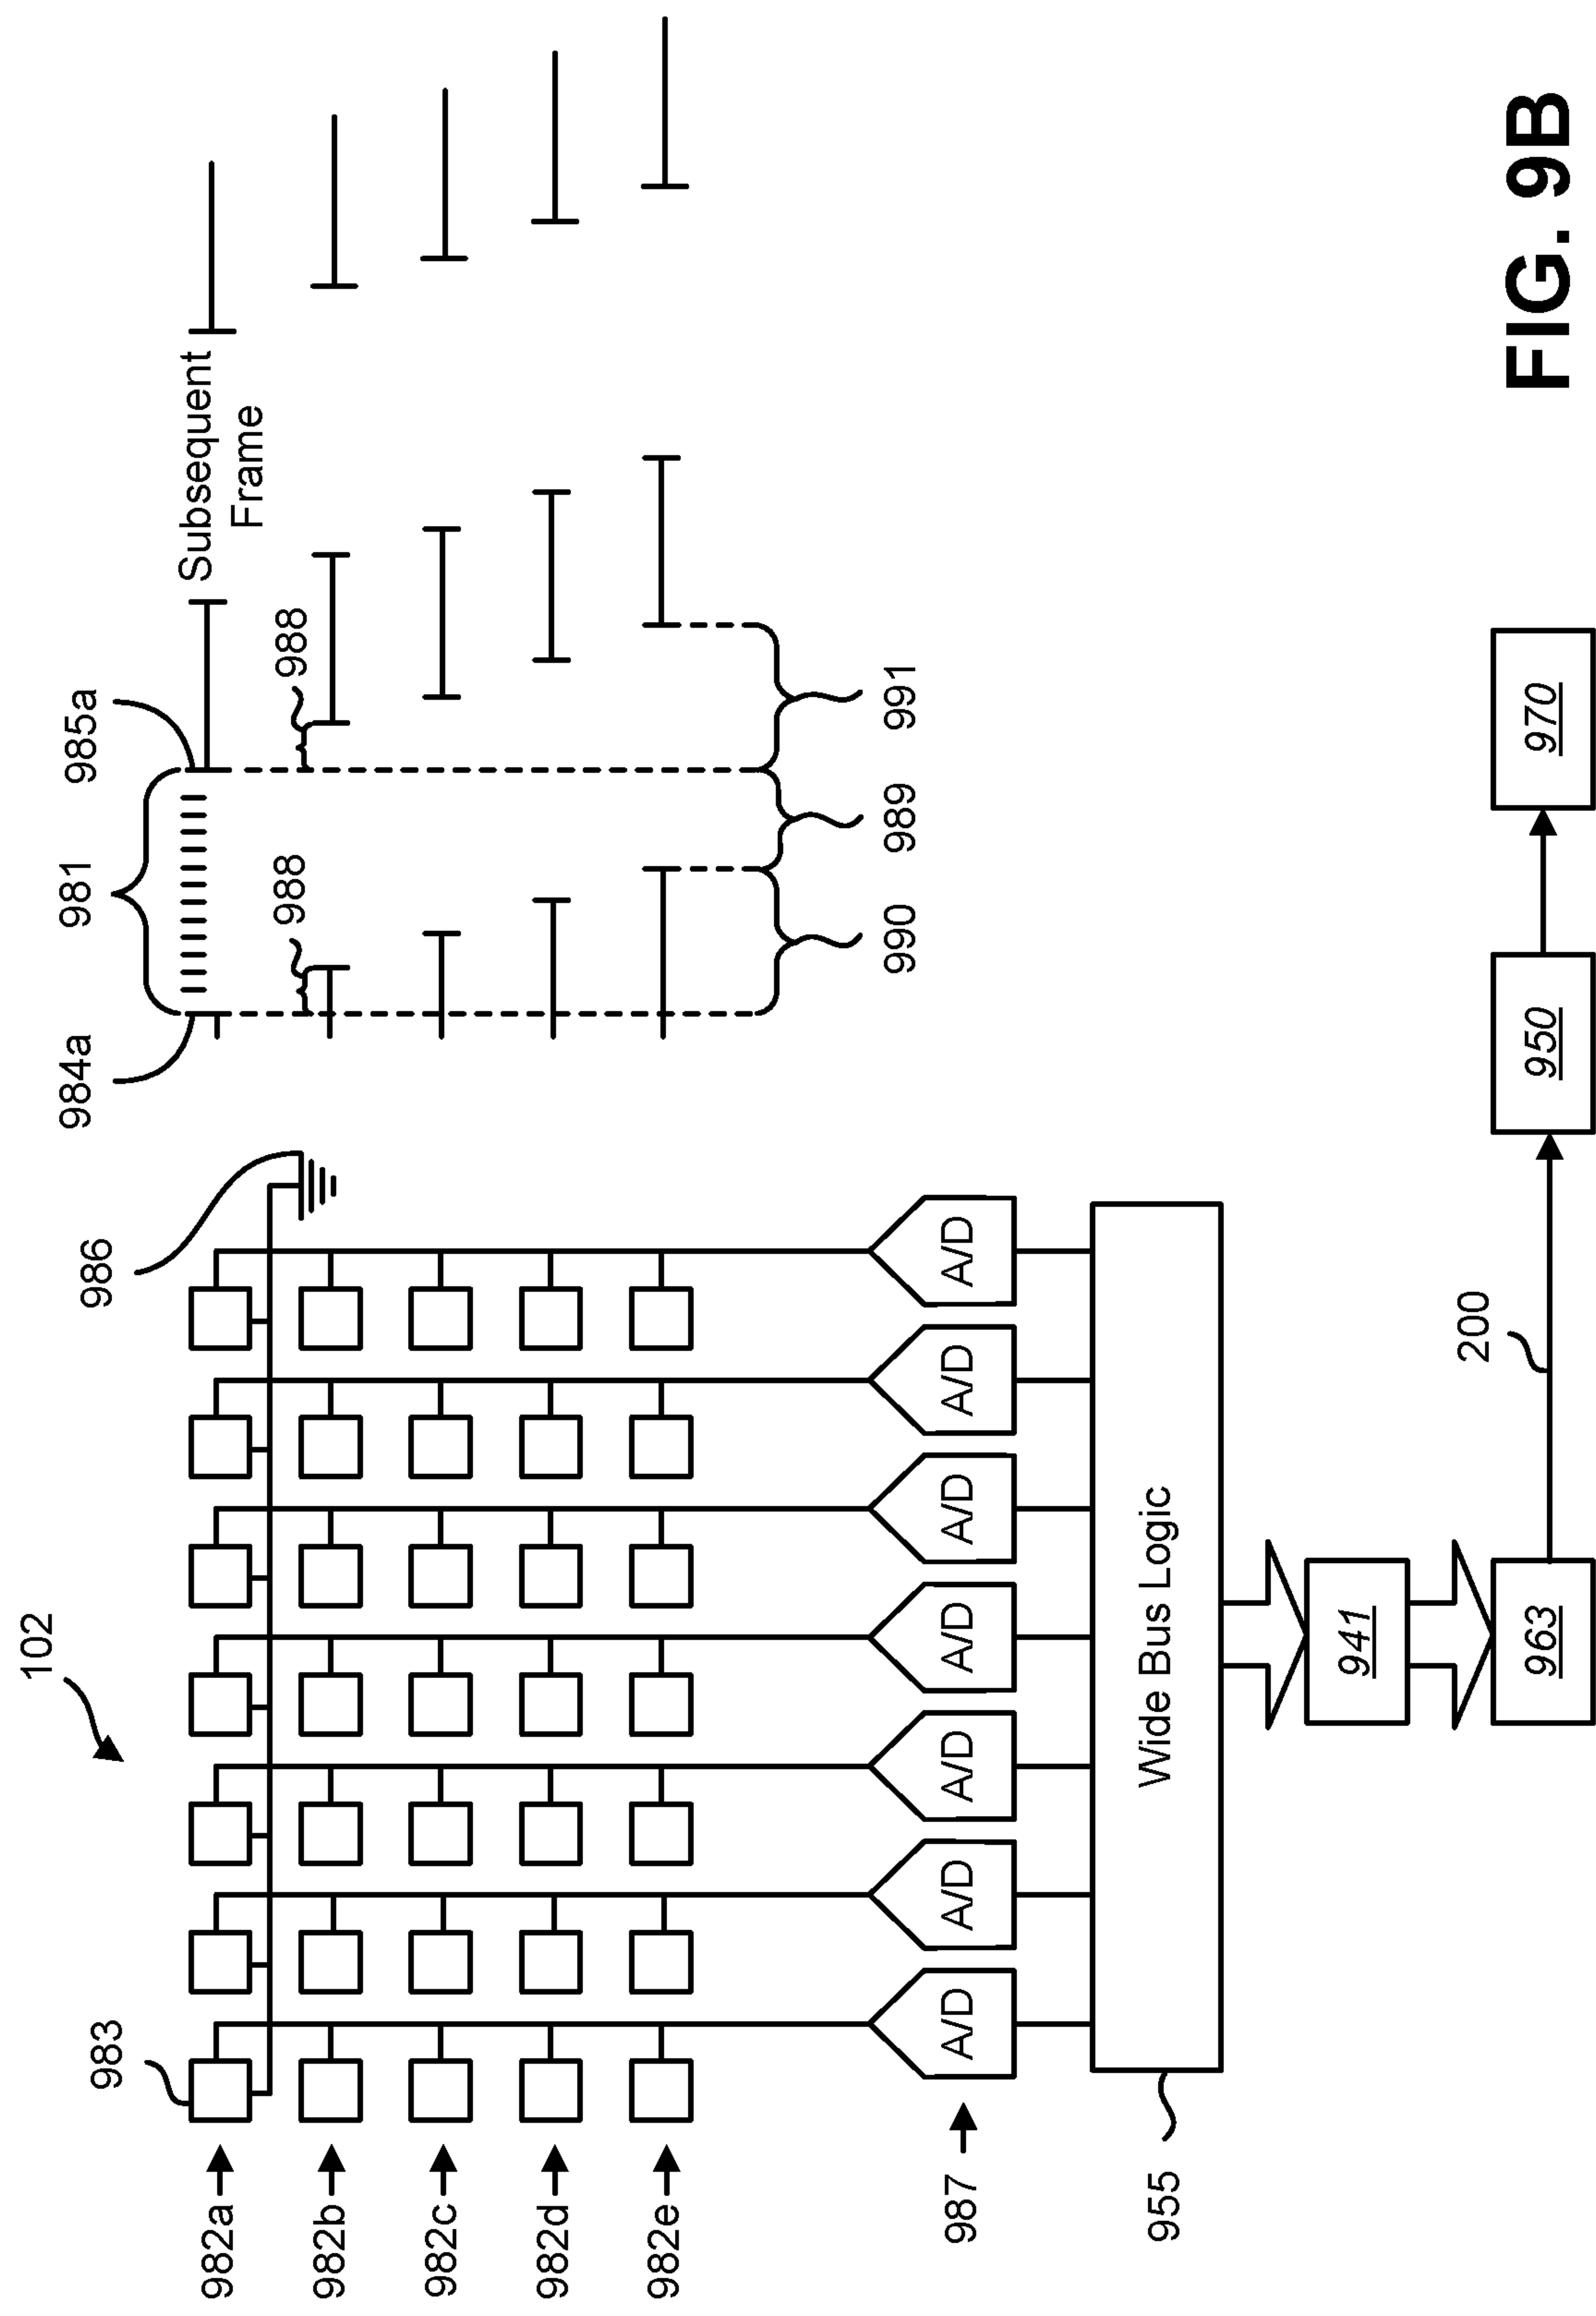 102
983
986
984a
981
985a
988
988
Subsequent
Frame
982a
982b
982c
982d
982e
990
989
991
987
A/D
A/D
A/D
A/D
A/D
A/D
A/D
955
Wide Bus Logic
941
963
200
950
970
FIG. 9B